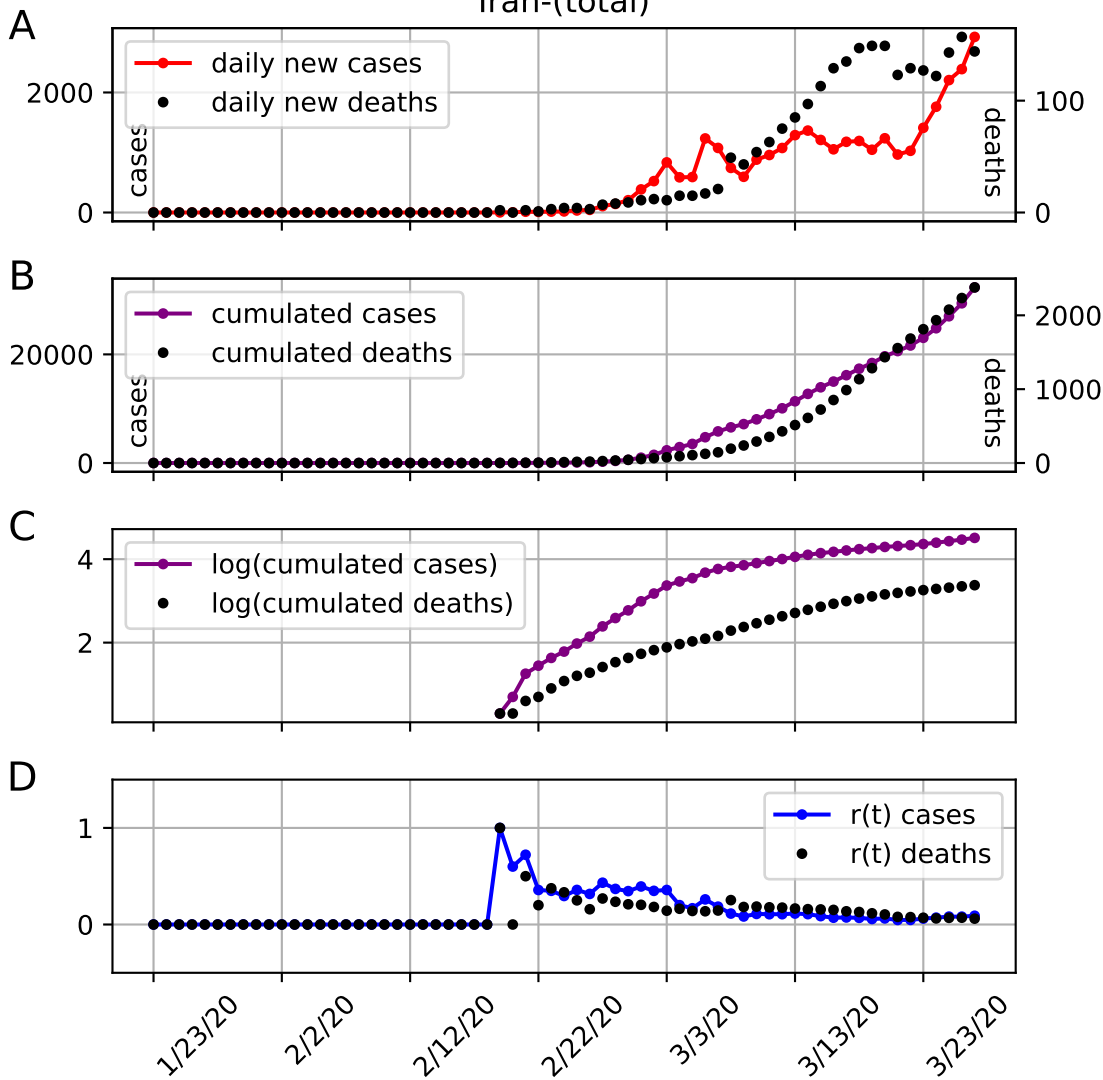 Iran-(total)
A
daily new cases
daily new deaths
2000
0
cases
100
0
deaths
B
cumulated cases
cumulated deaths
20000
0
cases
2000
1000
0
deaths
C
log(cumulated cases)
log(cumulated deaths)
4
2
D
r(t) cases
r(t) deaths
1
0
1/23/20
2/2/20
2/12/20
2/22/20
3/3/20
3/13/20
3/23/20